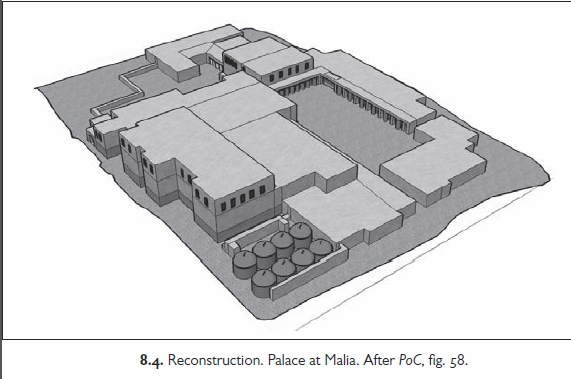 8.4. Reconstruction. Palace at Malia. After PoC, fig. 58.